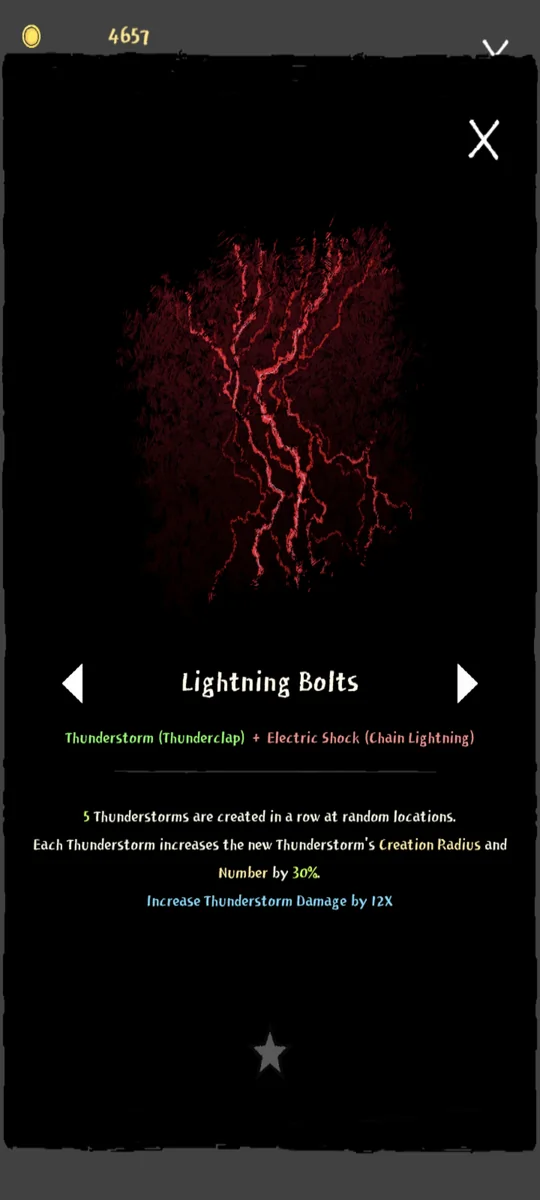 4657
X
Lightning Bolts
Thunderstorm (Thunderclap) + Electric Shock (Chain Lightning)
5 Thunderstorms are created in a row at random locations.
Each Thunderstorm increases the new Thunderstorm's Creation Radius and
Number by 30%.
Increase Thunderstorm Damage by 12X